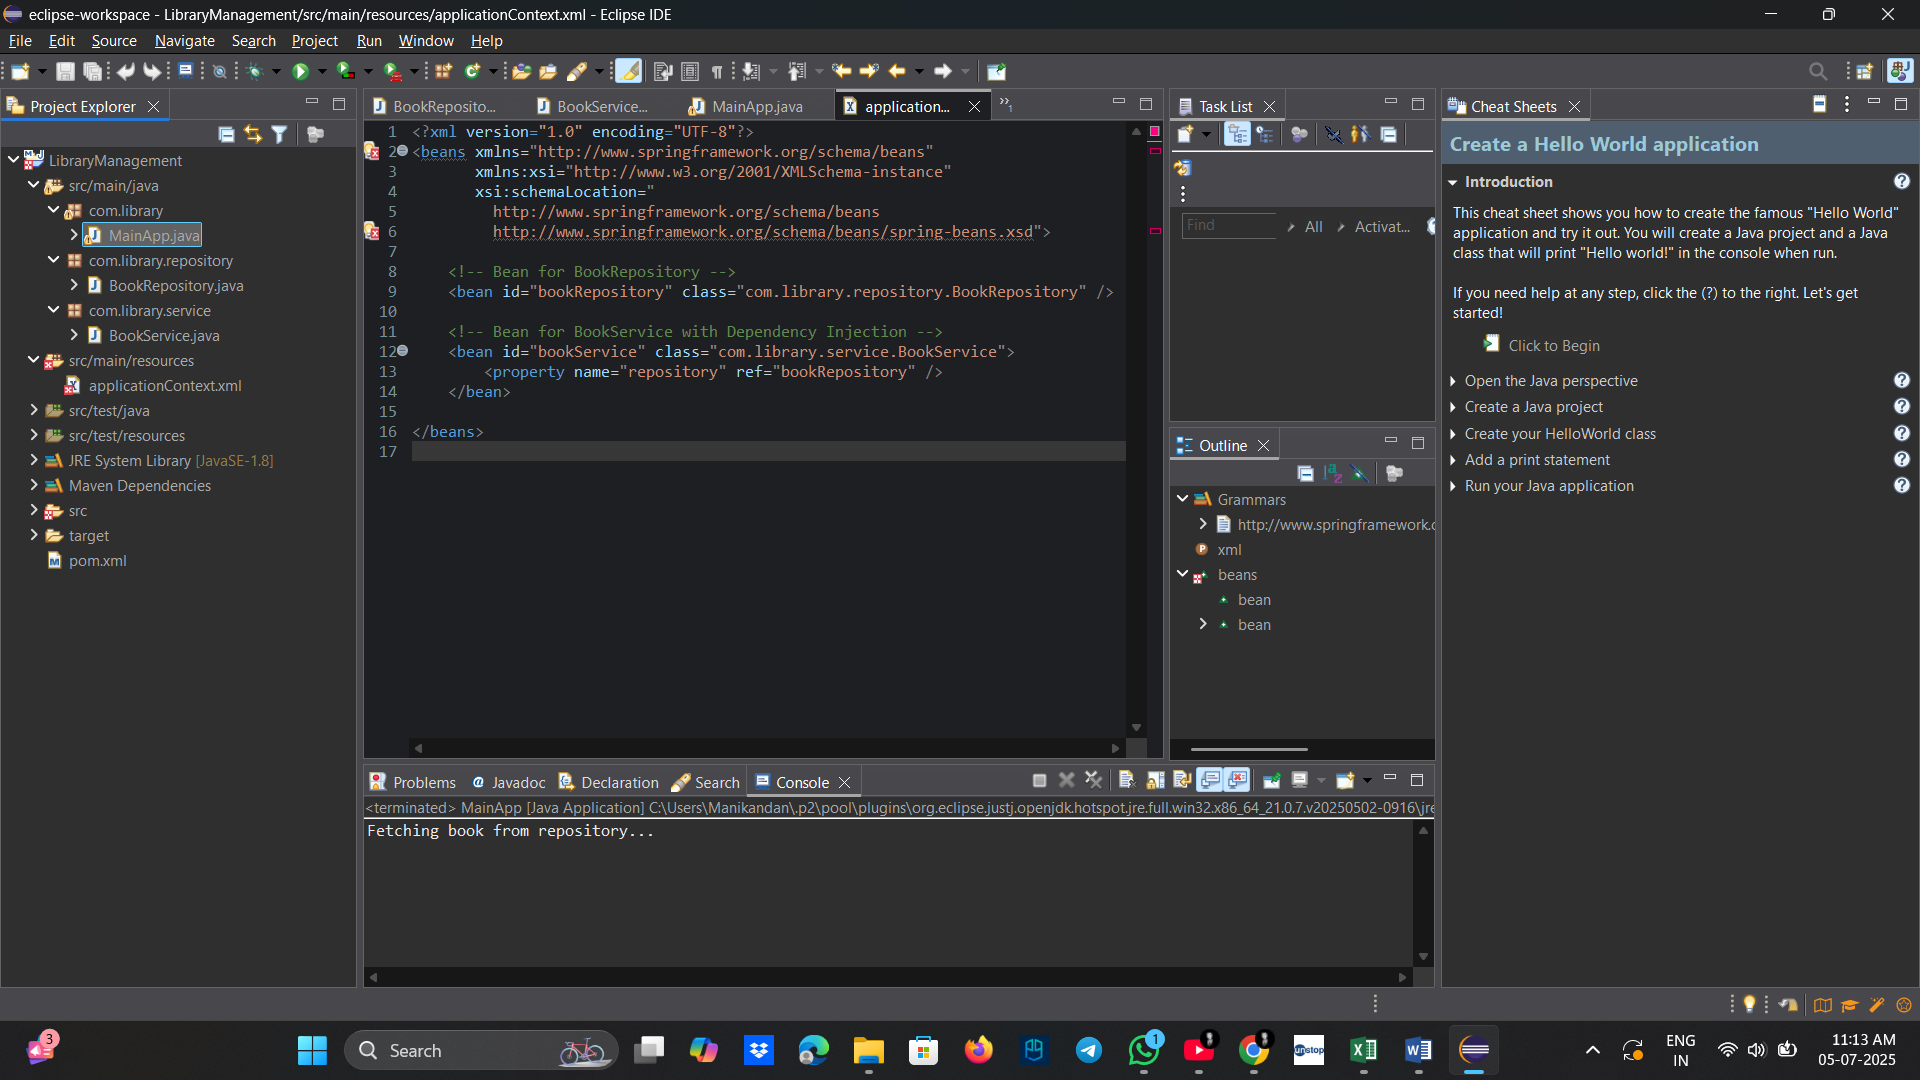 eclipse-workspace - LibraryManagement/src/main/resources/applicationContext.xml - Eclipse IDE
File Edit Source Navigate Search Project Run Window Help
Project Explorer
LibraryManagement
src/main/java
com.library
MainApp.java
com.library.repository
BookRepository.java
com.library.service
BookService.java
src/main/resources
applicationContext.xml
src/test/java
src/test/resources
JRE System Library [JavaSE-1.8]
Maven Dependencies
src
target
pom.xml
BookReposito... BookService... MainApp.java application... »1
1 <?xml version="1.0" encoding="UTF-8"?>
2 <beans xmlns="http://www.springframework.org/schema/beans"
3 xmlns:xsi="http://www.w3.org/2001/XMLSchema-instance"
4 xsi:schemaLocation="
5 http://www.springframework.org/schema/beans
6 http://www.springframework.org/schema/beans/spring-beans.xsd">
7
8 <!-- Bean for BookRepository -->
9 <bean id="bookRepository" class="com.library.repository.BookRepository" />
10
11 <!-- Bean for BookService with Dependency Injection -->
12 <bean id="bookService" class="com.library.service.BookService">
13 <property name="repository" ref="bookRepository" />
14 </bean>
15
16 </beans>
17
Task List
Find All Activat...
Outline
Grammars
http://www.springframework.o
xml
beans
bean
bean
Cheat Sheets
Create a Hello World application
Introduction
This cheat sheet shows you how to create the famous "Hello World"
application and try it out. You will create a Java project and a Java
class that will print "Hello world!" in the console when run.
If you need help at any step, click the (?) to the right. Let's get
started!
Click to Begin
Open the Java perspective
Create a Java project
Create your HelloWorld class
Add a print statement
Run your Java application
Problems Javadoc Declaration Search Console
<terminated> MainApp [Java Application] C:\Users\Manikandan\.p2\pool\plugins\org.eclipse.justj.openjdk.hotspot.jre.full.win32.x86_64_21.0.7.v20250502-0916\jre
Fetching book from repository...
3
Search
1
unstop
ENG
IN
11:13 AM
05-07-2025